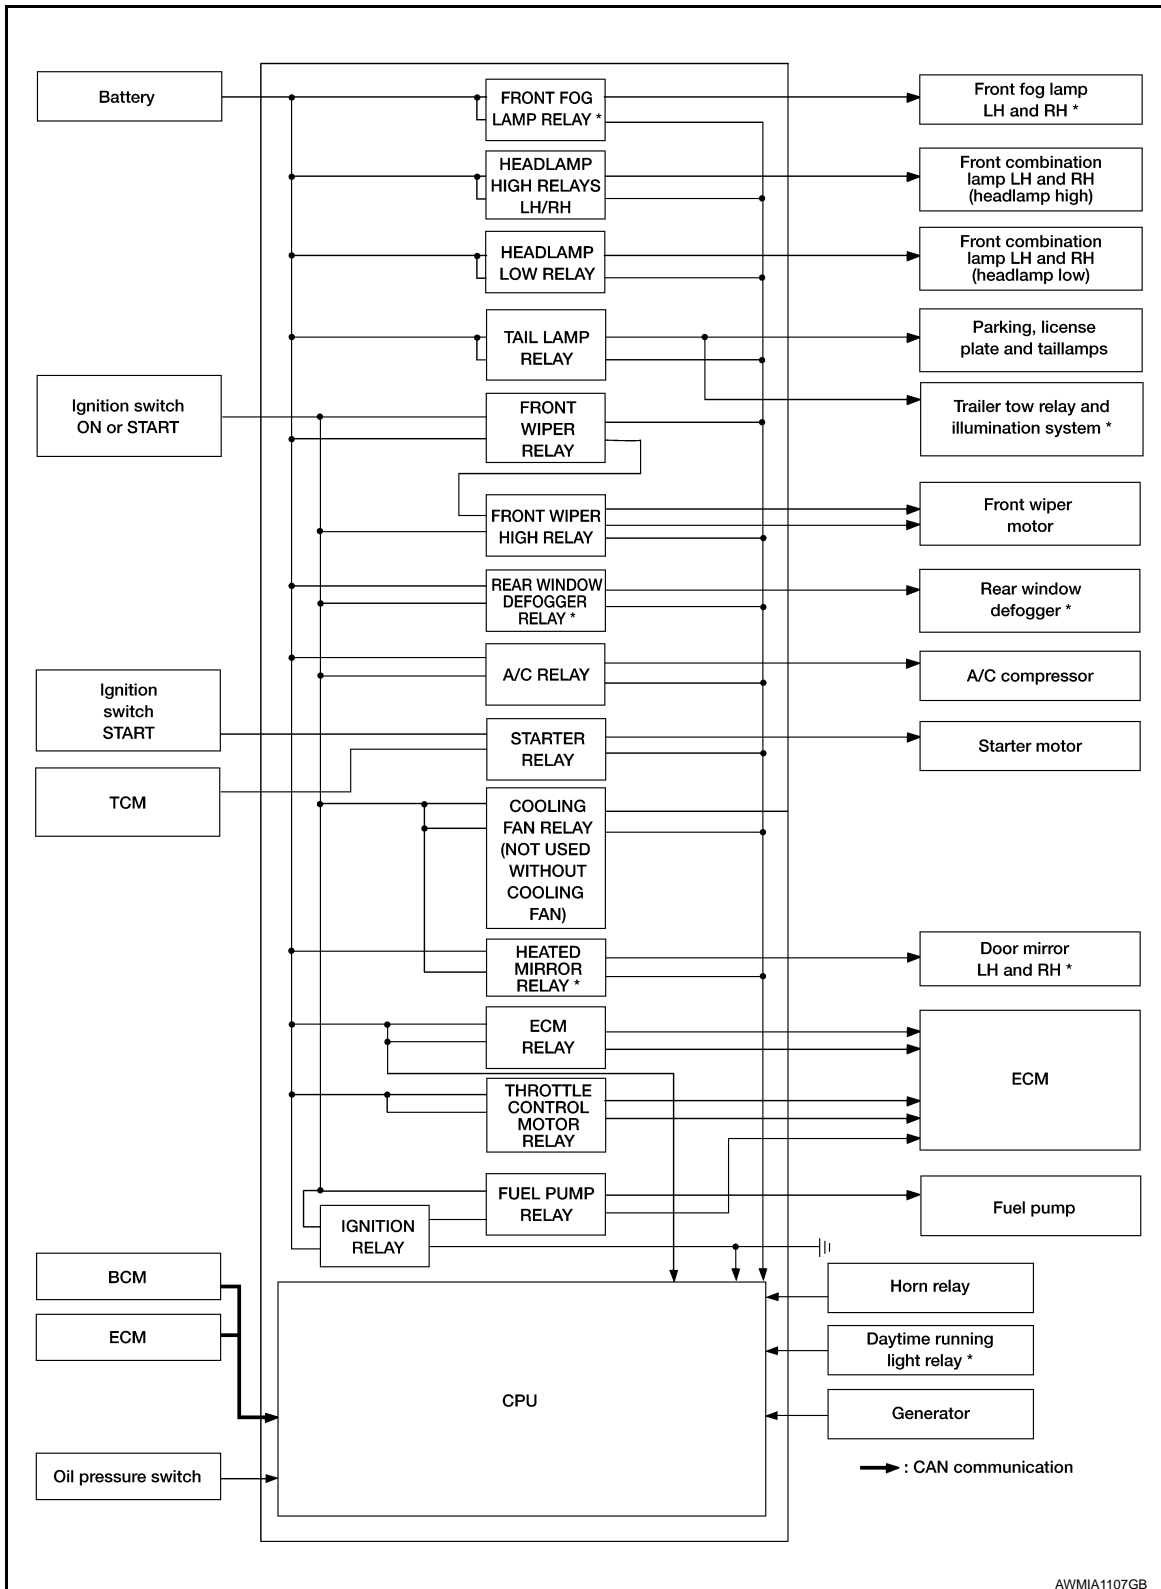 Battery
FRONT FOG
LAMP RELAY *
Front fog lamp
LH and RH *
HEADLAMP
HIGH RELAYS
LH/RH
Front combination
lamp LH and RH
(headlamp high)
HEADLAMP
LOW RELAY
Front combination
lamp LH and RH
(headlamp low)
TAIL LAMP
RELAY
Parking, license
plate and taillamps
Ignition switch
ON or START
FRONT
WIPER
RELAY
Trailer tow relay and
illumination system *
FRONT WIPER
HIGH RELAY
Front wiper
motor
REAR WINDOW
DEFOGGER
RELAY *
Rear window
defogger *
A/C RELAY
A/C compressor
Ignition
switch
START
STARTER
RELAY
Starter motor
TCM
COOLING
FAN RELAY
(NOT USED
WITHOUT
COOLING
FAN)
HEATED
MIRROR
RELAY *
Door mirror
LH and RH *
ECM
RELAY
ECM
THROTTLE
CONTROL
MOTOR
RELAY
FUEL PUMP
RELAY
Fuel pump
IGNITION
RELAY
BCM
ECM
Horn relay
Daytime running
light relay *
CPU
Generator
Oil pressure switch
: CAN communication
AWMIA1107GB